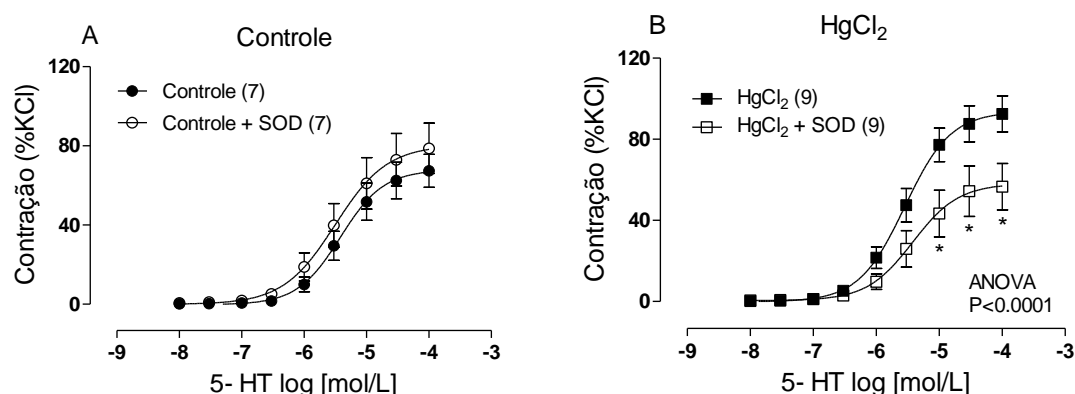 A
Controle
Contração (%KCl)
120
80
40
0
Controle (7)
Controle + SOD (7)
-9 -8 -7 -6 -5 -4 -3
5- HT log [mol/L]
B
HgCl₂
Contração (%KCl)
120
80
40
0
HgCl₂ (9)
HgCl₂ + SOD (9)
* * *
ANOVA
P<0.0001
-9 -8 -7 -6 -5 -4 -3
5- HT log [mol/L]